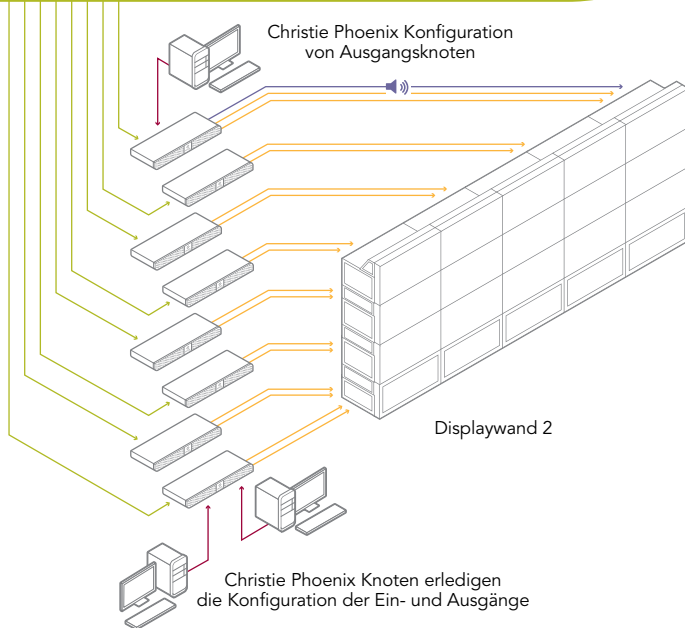 Christie Phoenix Konfiguration
von Ausgangsknoten
Displaywand 2
Christie Phoenix Knoten erledigen
die Konfiguration der Ein- und Ausgänge